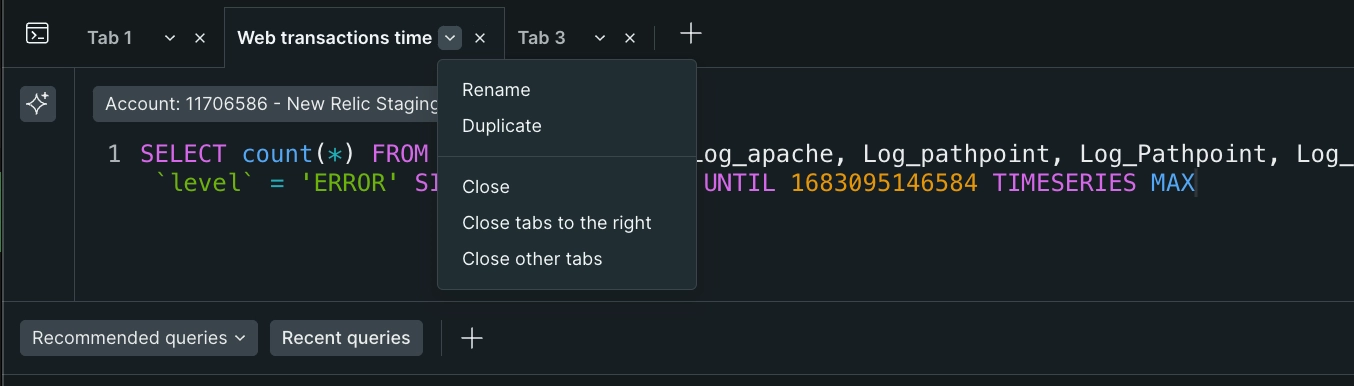 Tab 1
Web transactions time
Tab 3
Rename
Duplicate
Close
Close tabs to the right
Close other tabs
Account: 11706586 - New Relic Staging
1 SELECT count(*) FROM Log_apache, Log_pathpoint, Log_Pathpoint, Log_
`level` = 'ERROR' SI UNTIL 1683095146584 TIMESERIES MAX
Recommended queries
Recent queries